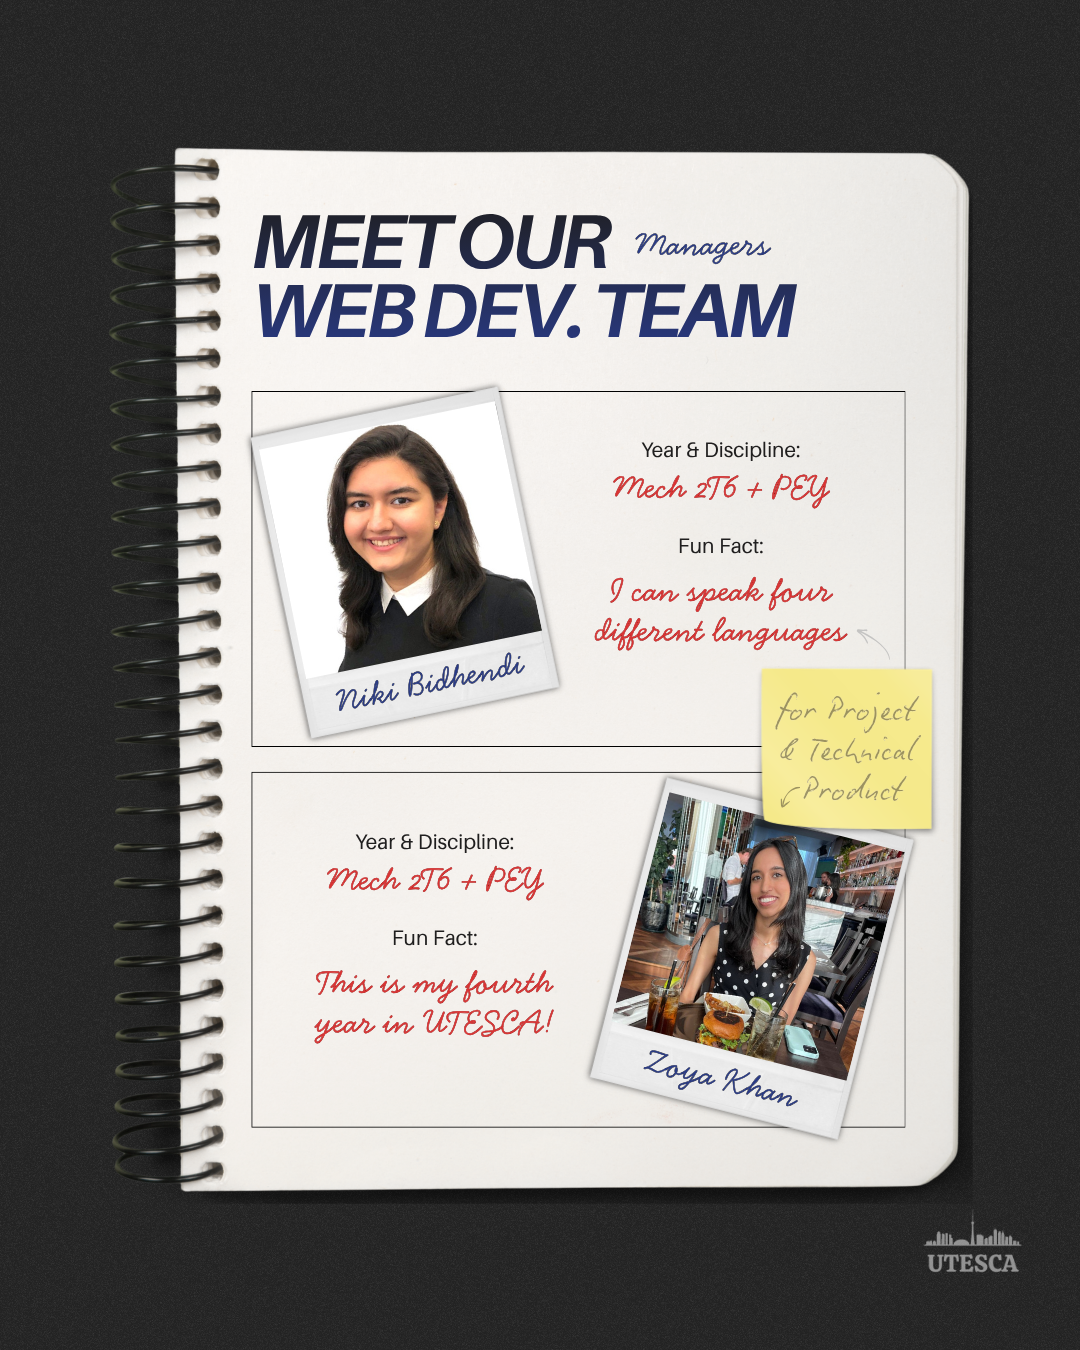 MEET OUR Managers
WEB DEV. TEAM
Year & Discipline:
Mech 2T6 + PEY
Fun Fact:
I can speak four
different languages
Niki Bidhendi
for Project
& Technical
Product
Year & Discipline:
Mech 2T6 + PEY
Fun Fact:
This is my fourth
year in UTESCA!
Zoya Khan
UTESCA